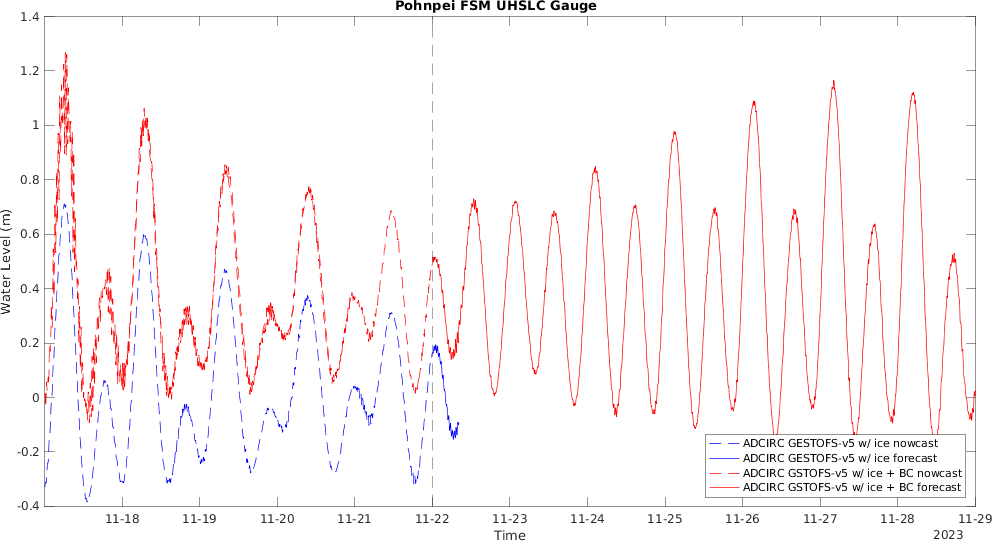 Pohnpei FSM UHSLC Gauge
1.4
1.2
1
0.8
0.6
0.4
0.2
0
-0.2
-0.4
Water Level (m)
ADCIRC GESTOFS-v5 w/ ice nowcast
ADCIRC GESTOFS-v5 w/ ice forecast
ADCIRC GSTOFS-v5 w/ ice + BC nowcast
ADCIRC GSTOFS-v5 w/ ice + BC forecast
11-18 11-19 11-20 11-21 11-22 11-23 11-24 11-25 11-26 11-27 11-28 11-29
Time
2023